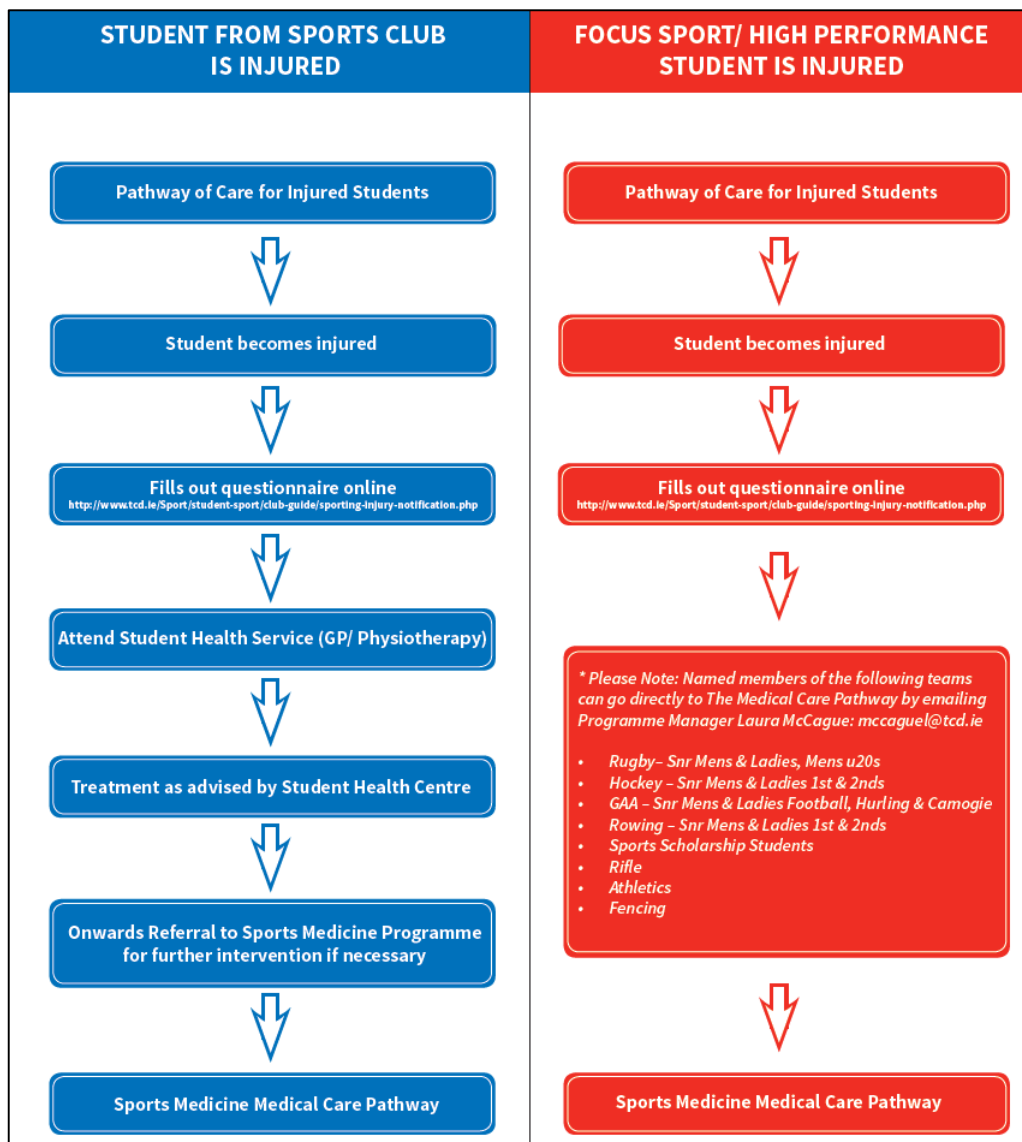 STUDENT FROM SPORTS CLUB
IS INJURED
Pathway of Care for Injured Students
Student becomes injured
Fills out questionnaire online
http://www.tcd.ie/Sport/student-sport/club-guide/sporting-injury-notification.php
Attend Student Health Service (GP/ Physiotherapy)
Treatment as advised by Student Health Centre
Onwards Referral to Sports Medicine Programme
for further intervention if necessary
Sports Medicine Medical Care Pathway
FOCUS SPORT/ HIGH PERFORMANCE
STUDENT IS INJURED
Pathway of Care for Injured Students
Student becomes injured
Fills out questionnaire online
http://www.tcd.ie/Sport/student-sport/club-guide/sporting-injury-notification.php
* Please Note: Named members of the following teams
can go directly to The Medical Care Pathway by emailing
Programme Manager Laura McCague: mccaguel@tcd.ie
• Rugby– Snr Mens & Ladies, Mens u20s
• Hockey – Snr Mens & Ladies 1st & 2nds
• GAA – Snr Mens & Ladies Football, Hurling & Camogie
• Rowing – Snr Mens & Ladies 1st & 2nds
• Sports Scholarship Students
• Rifle
• Athletics
• Fencing
Sports Medicine Medical Care Pathway